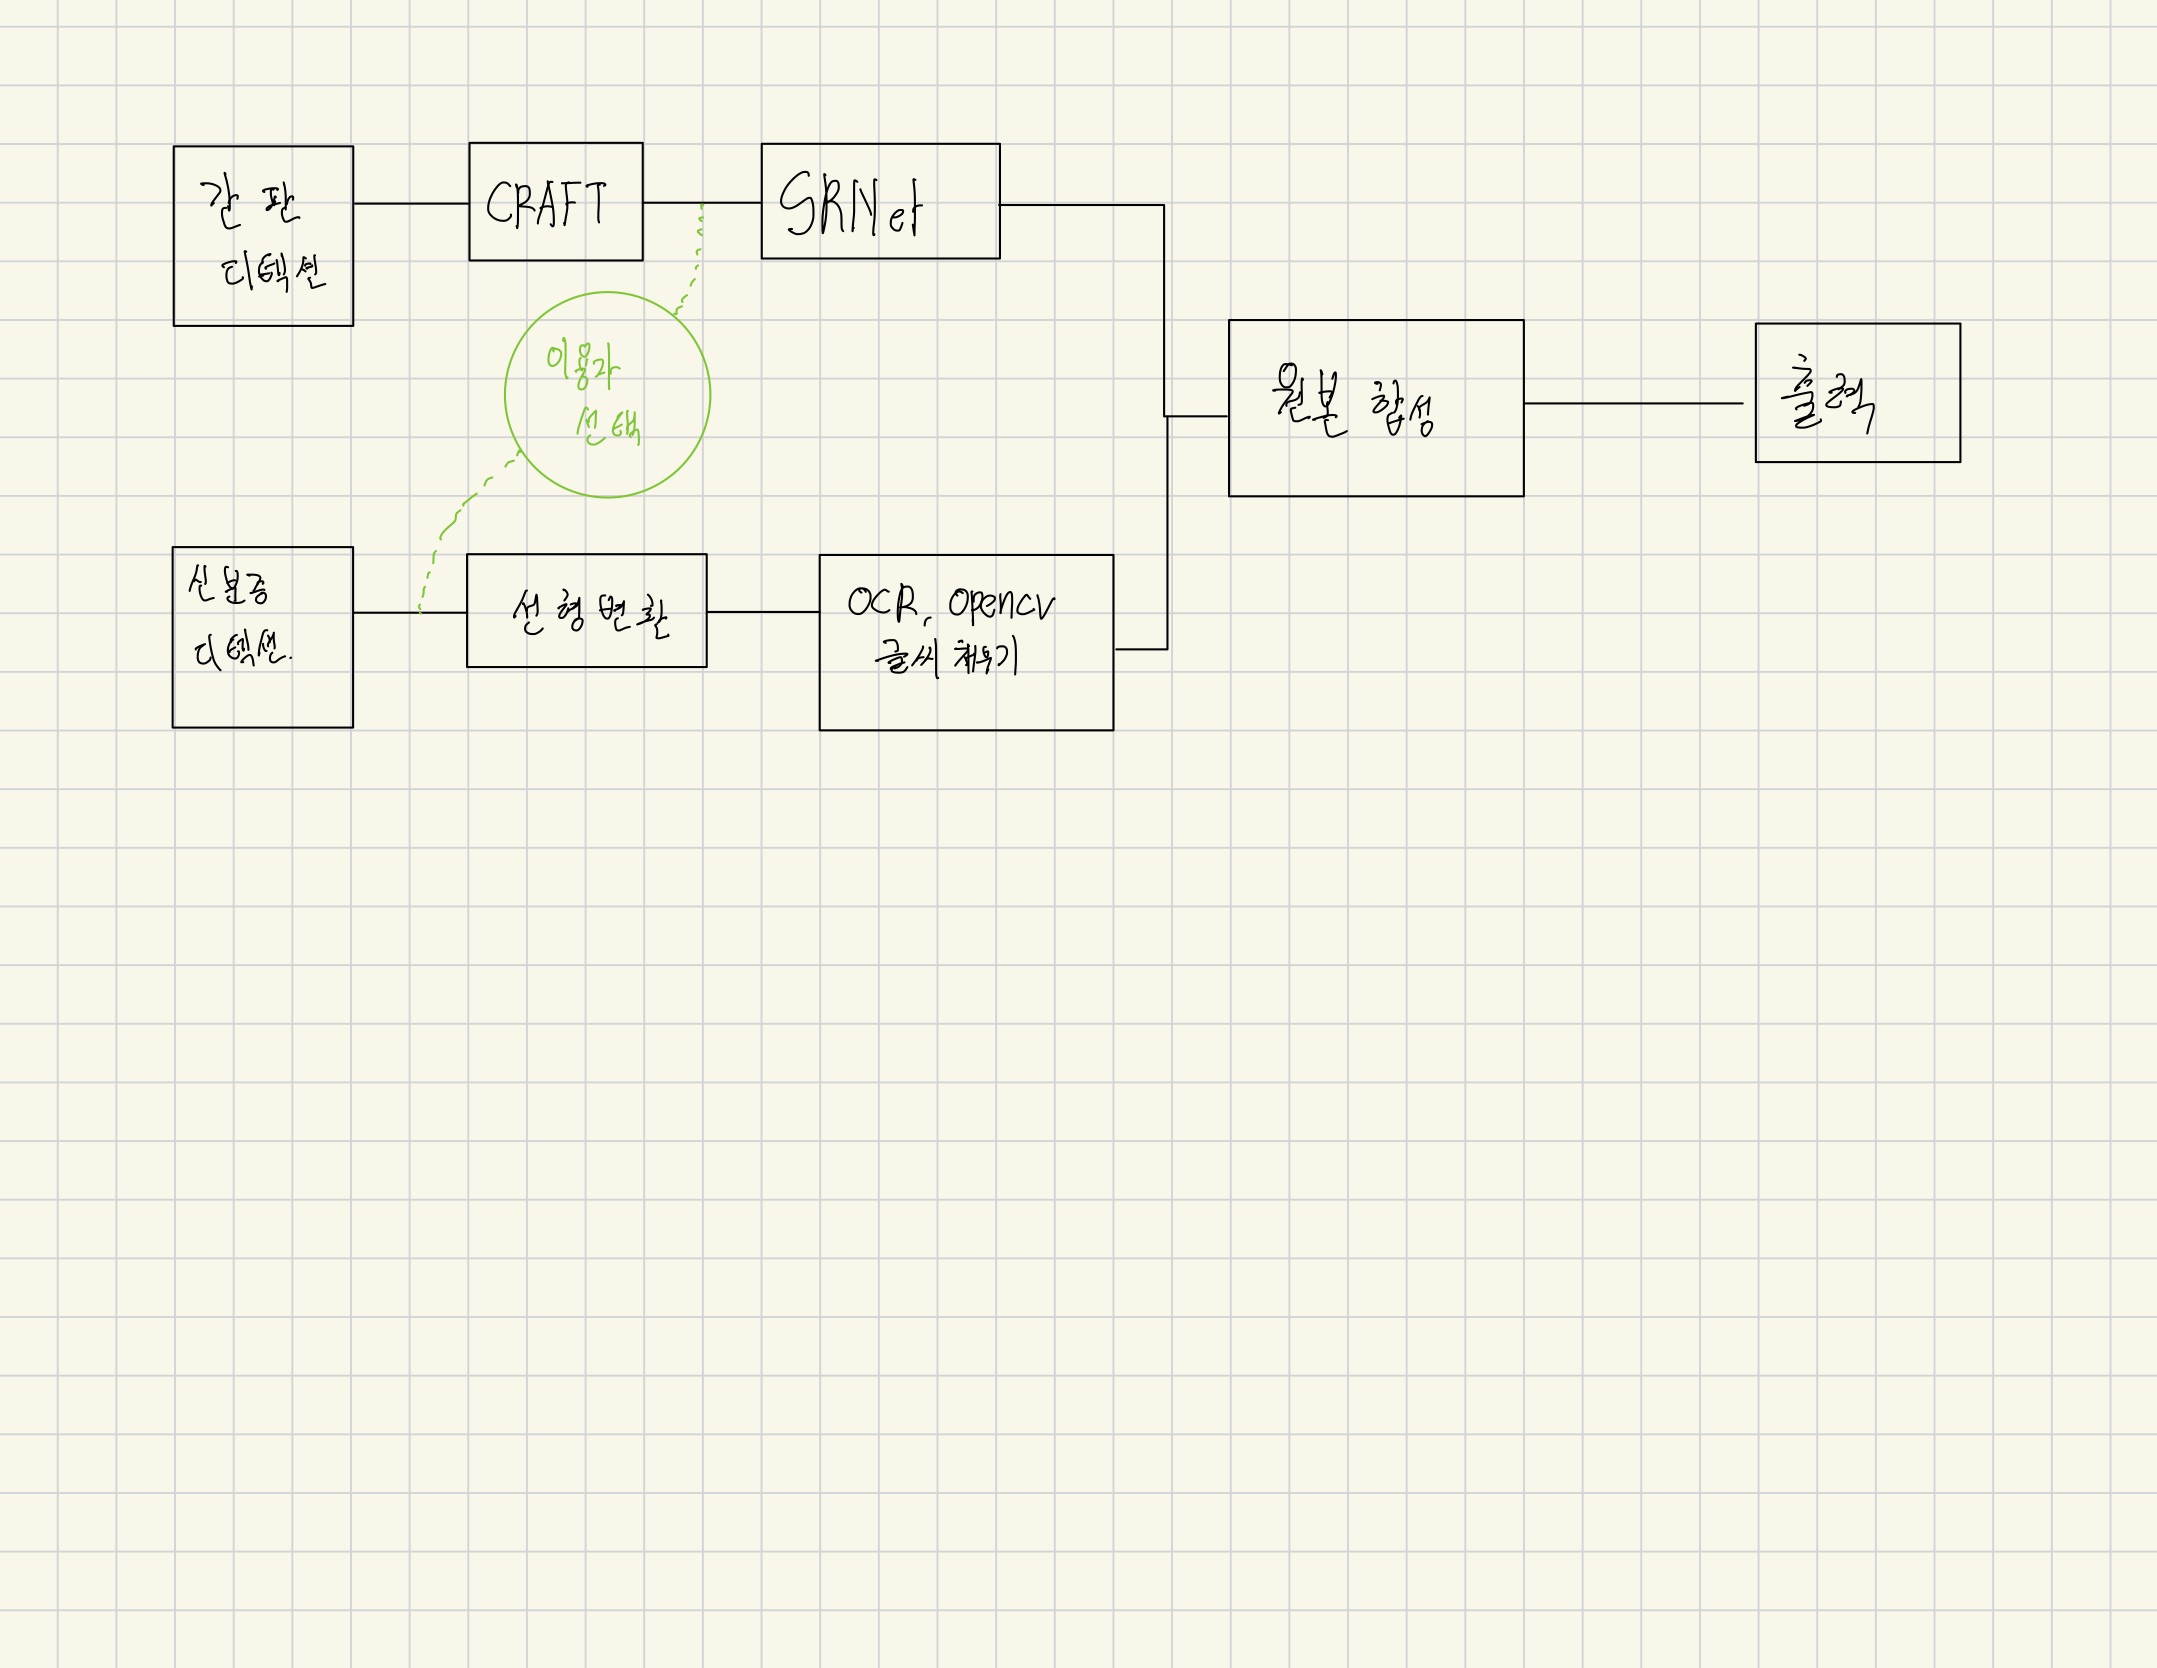 간판
디텍션
CRAFT
SRNet
이용자
선택
원본 합성
출력
신분증
디텍션.
선형변환
OCR, Opencv
글씨 채우기